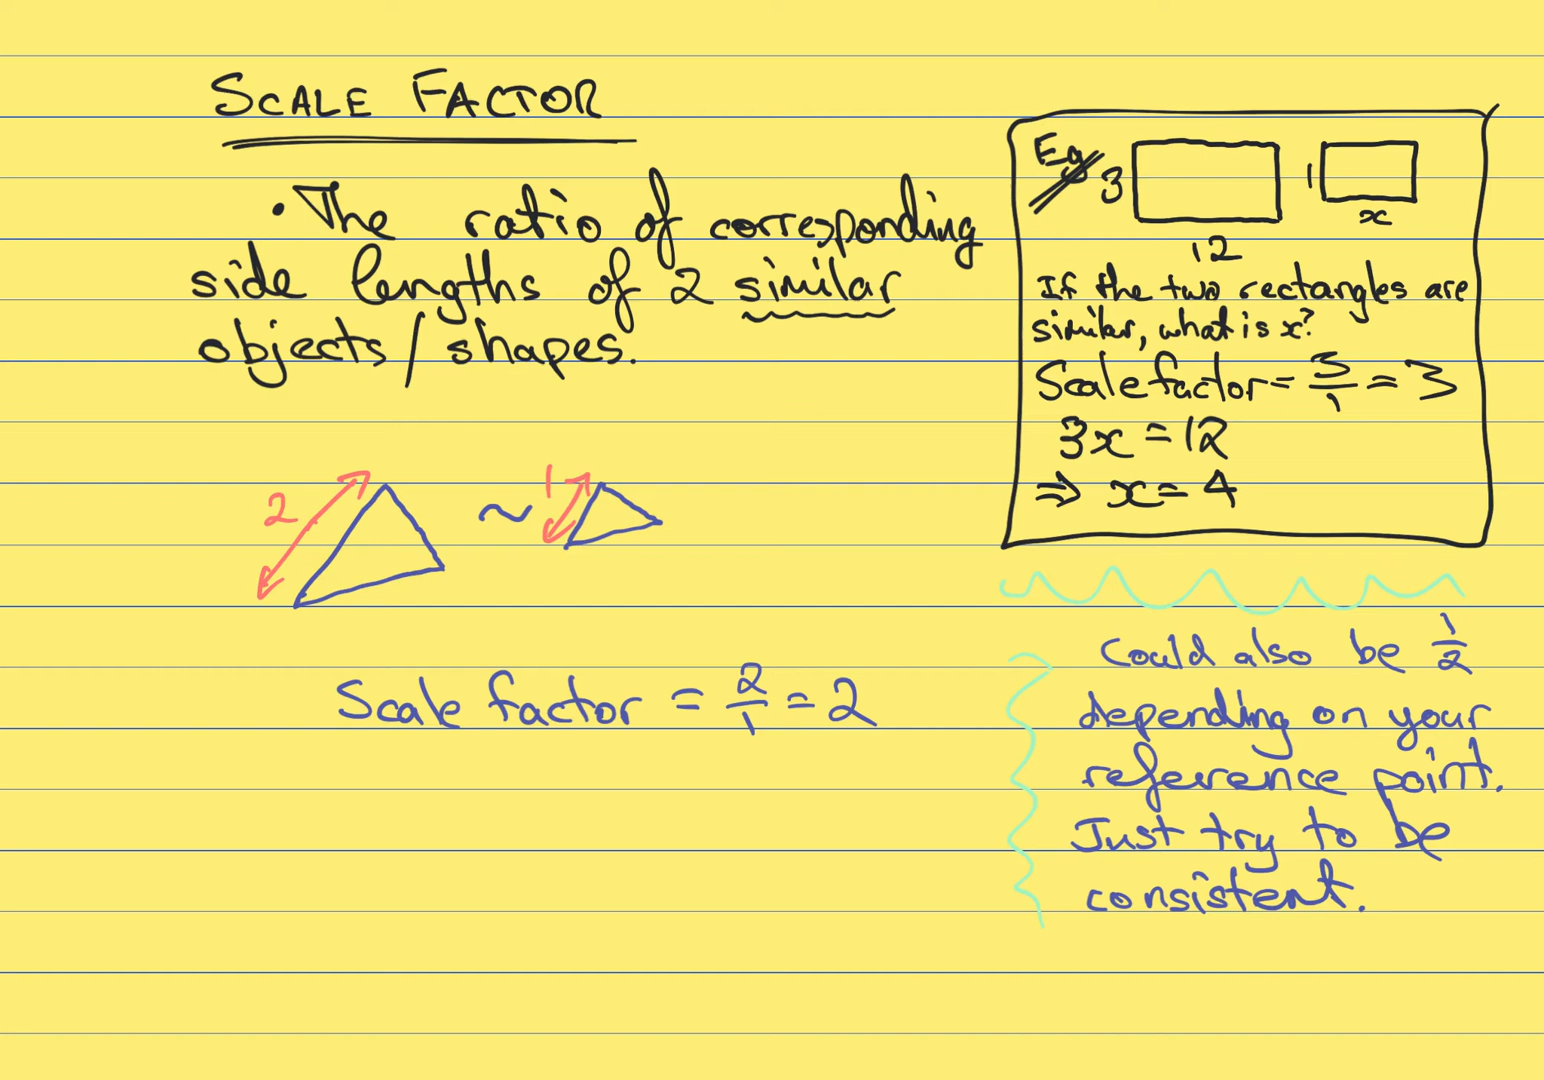 SCALE FACTOR
• The ratio of corresponding
side lengths of 2 similar
objects/shapes.
2 ~ 1
Scale factor = 2/1 = 2
Eg 3 1
x
12
If the two rectangles are
similar, what is x?
Scale factor = 3/1 = 3
3x = 12
⇒ x = 4
Could also be 1/2
depending on your
reference point.
Just try to be
consistent.